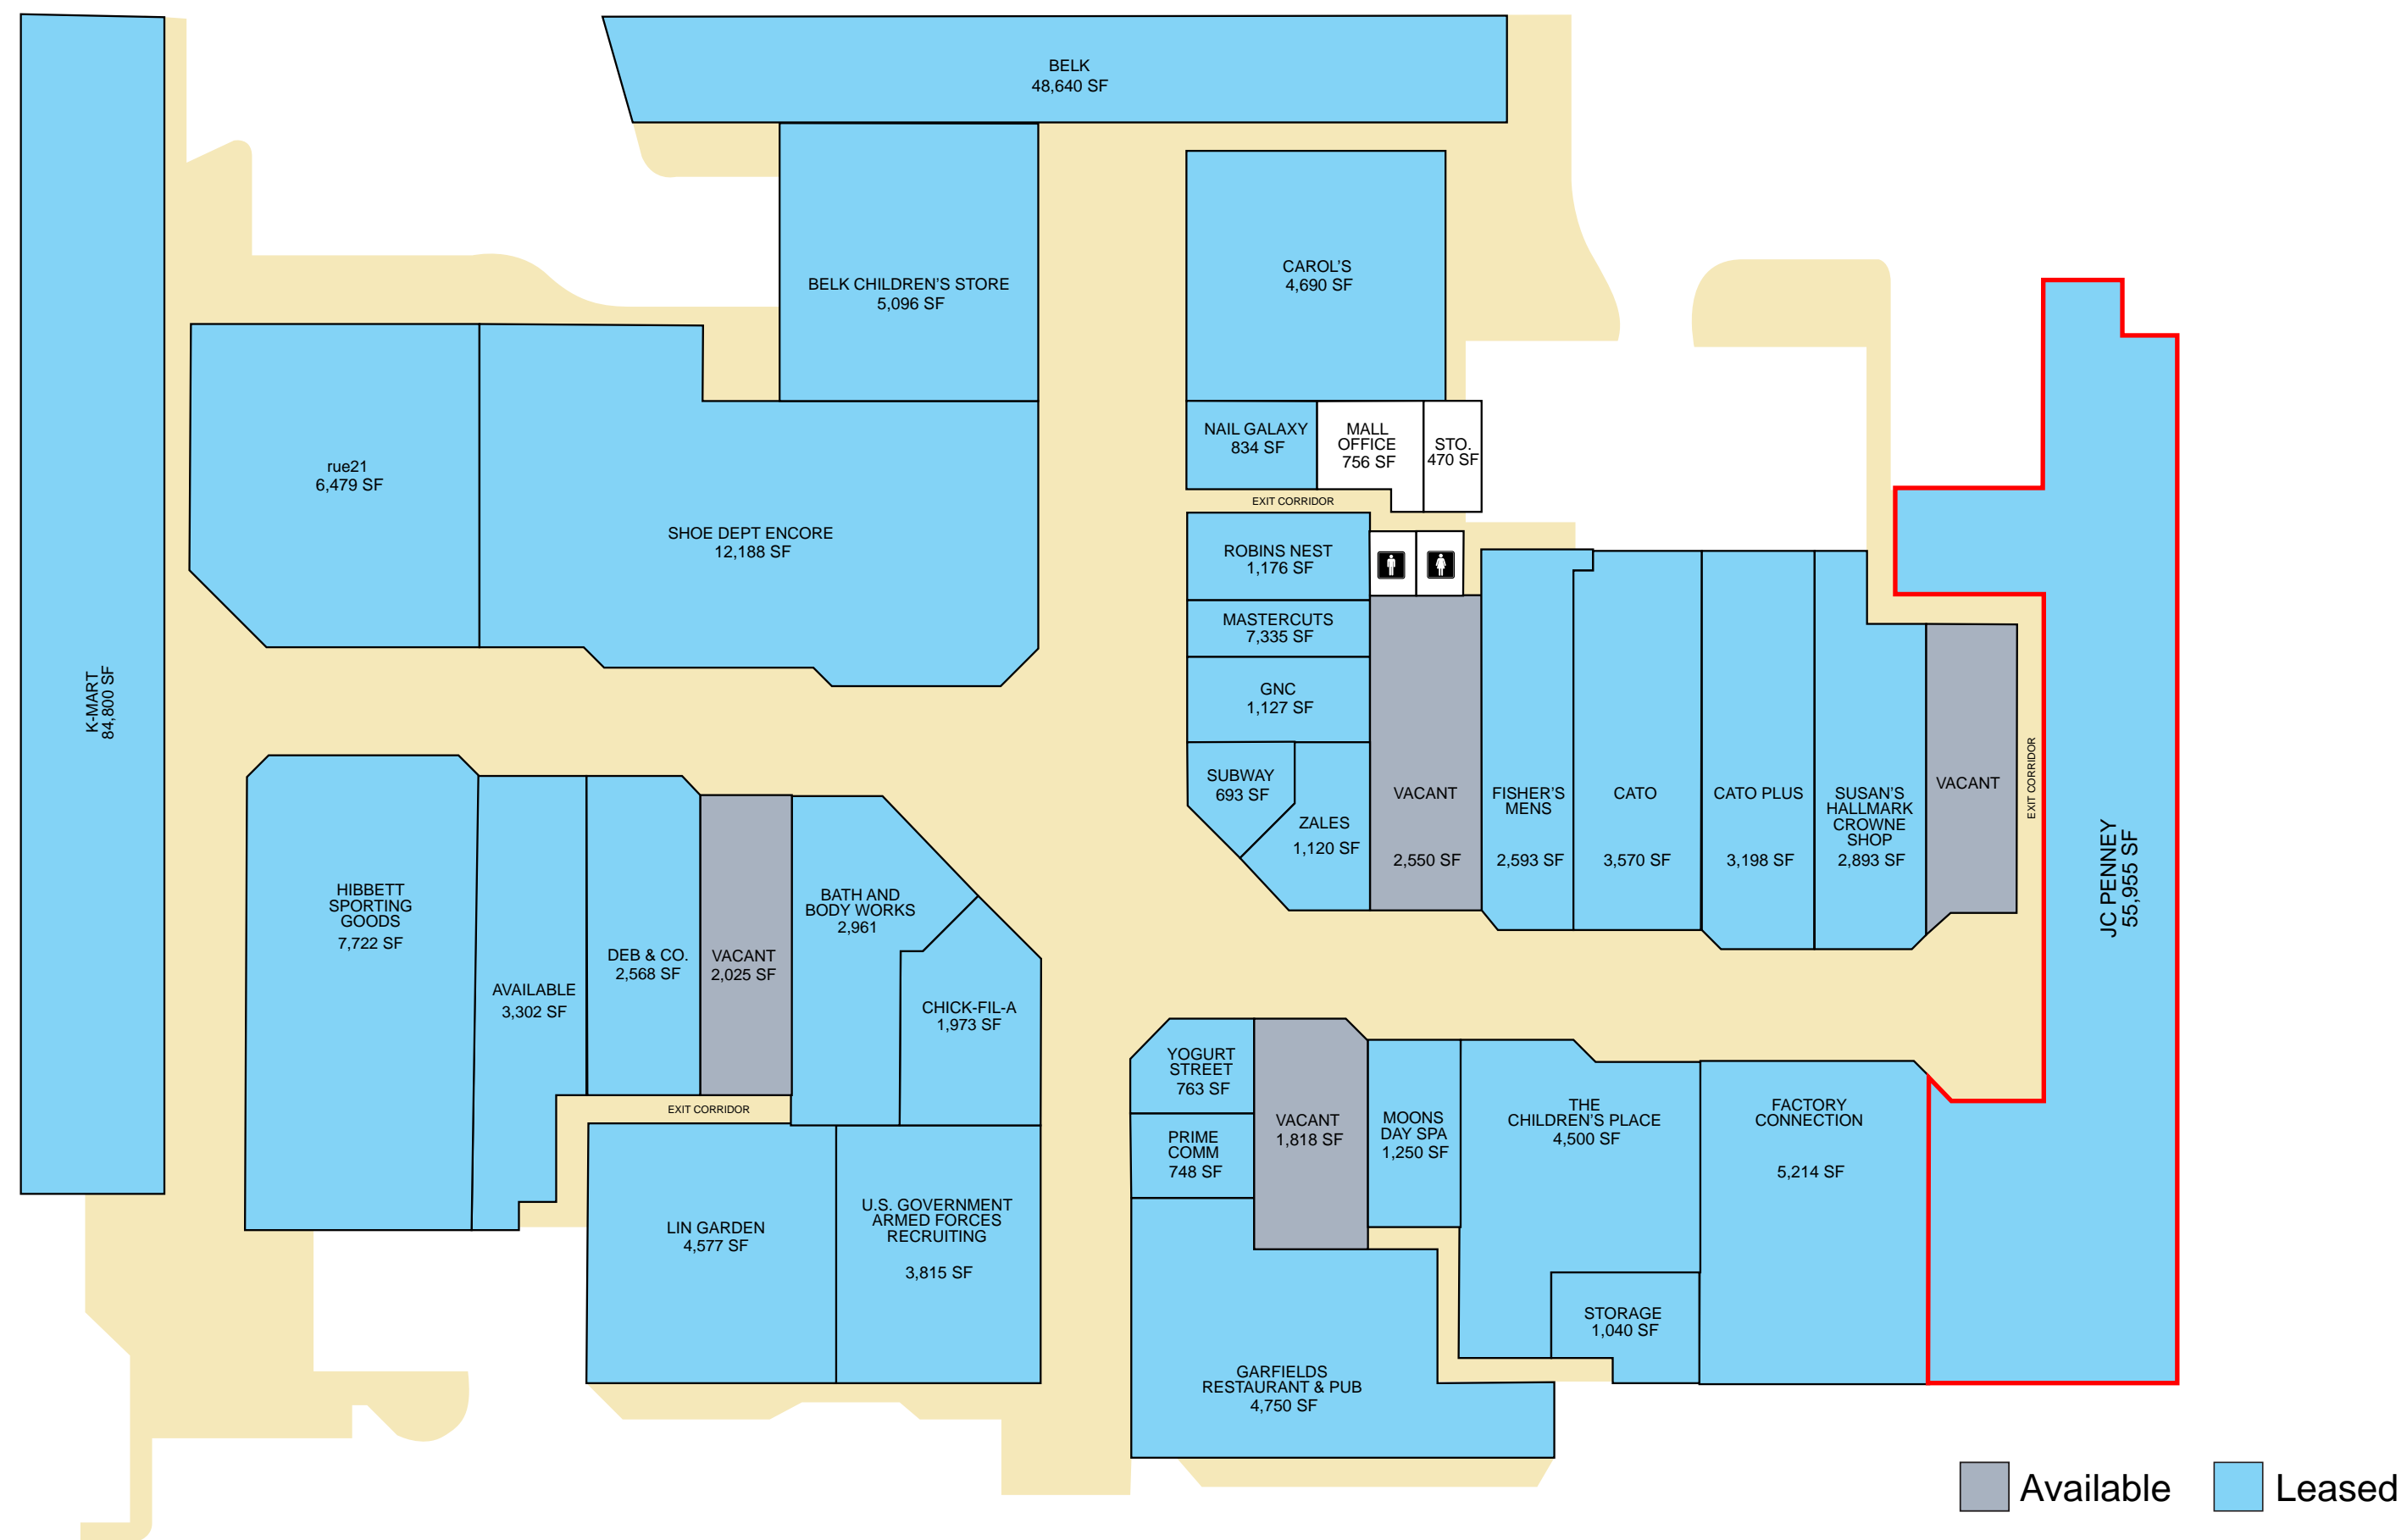 BELK
48,640 SF
BELK CHILDREN'S STORE
5,096 SF
CAROL'S
4,690 SF
NAIL GALAXY
834 SF
MALL
OFFICE
756 SF
STO.
470 SF
EXIT CORRIDOR
rue21
6,479 SF
SHOE DEPT ENCORE
12,188 SF
ROBINS NEST
1,176 SF
MASTERCUTS
7,335 SF
GNC
1,127 SF
SUBWAY
693 SF
ZALES
1,120 SF
VACANT
2,550 SF
FISHER'S
MENS
2,593 SF
CATO
3,570 SF
CATO PLUS
3,198 SF
SUSAN'S
HALLMARK
CROWNE
SHOP
2,893 SF
VACANT
EXIT CORRIDOR
JC PENNEY
55,955 SF
K-MART
84,800 SF
HIBBETT
SPORTING
GOODS
7,722 SF
AVAILABLE
3,302 SF
DEB & CO.
2,568 SF
VACANT
2,025 SF
BATH AND
BODY WORKS
2,961
CHICK-FIL-A
1,973 SF
EXIT CORRIDOR
LIN GARDEN
4,577 SF
U.S. GOVERNMENT
ARMED FORCES
RECRUITING
3,815 SF
YOGURT
STREET
763 SF
PRIME
COMM
748 SF
VACANT
1,818 SF
MOONS
DAY SPA
1,250 SF
THE
CHILDREN'S PLACE
4,500 SF
FACTORY
CONNECTION
5,214 SF
STORAGE
1,040 SF
GARFIELDS
RESTAURANT & PUB
4,750 SF
Available
Leased